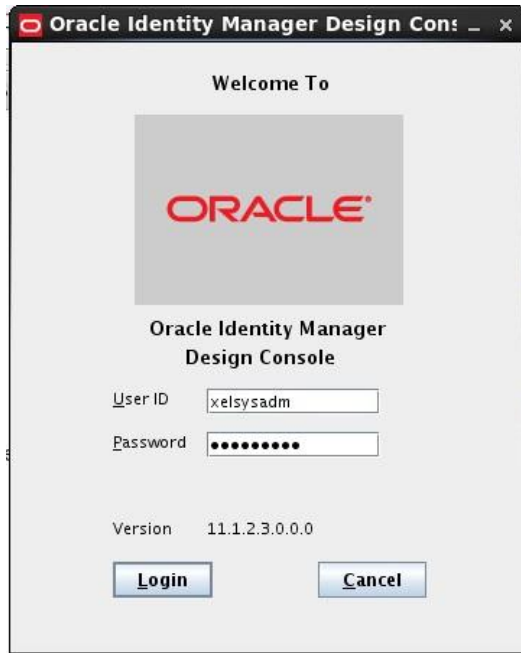 Oracle Identity Manager Design Cons
Welcome To
ORACLE®
Oracle Identity Manager
Design Console
User ID xelsysadm
Password •••••••••
Version 11.1.2.3.0.0.0
Login Cancel